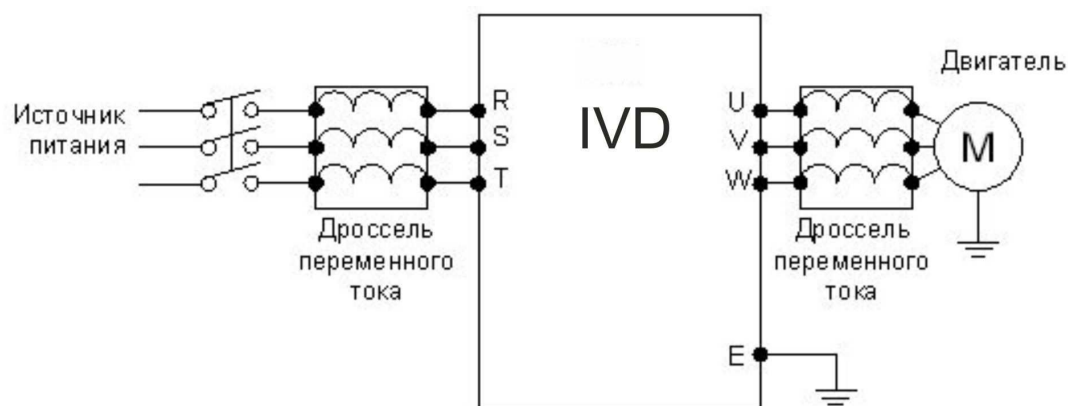 Источник
питания
R
S
T
Дроссель
переменного
тока
IVD
U
V
W
E
Дроссель
переменного
тока
Двигатель
M